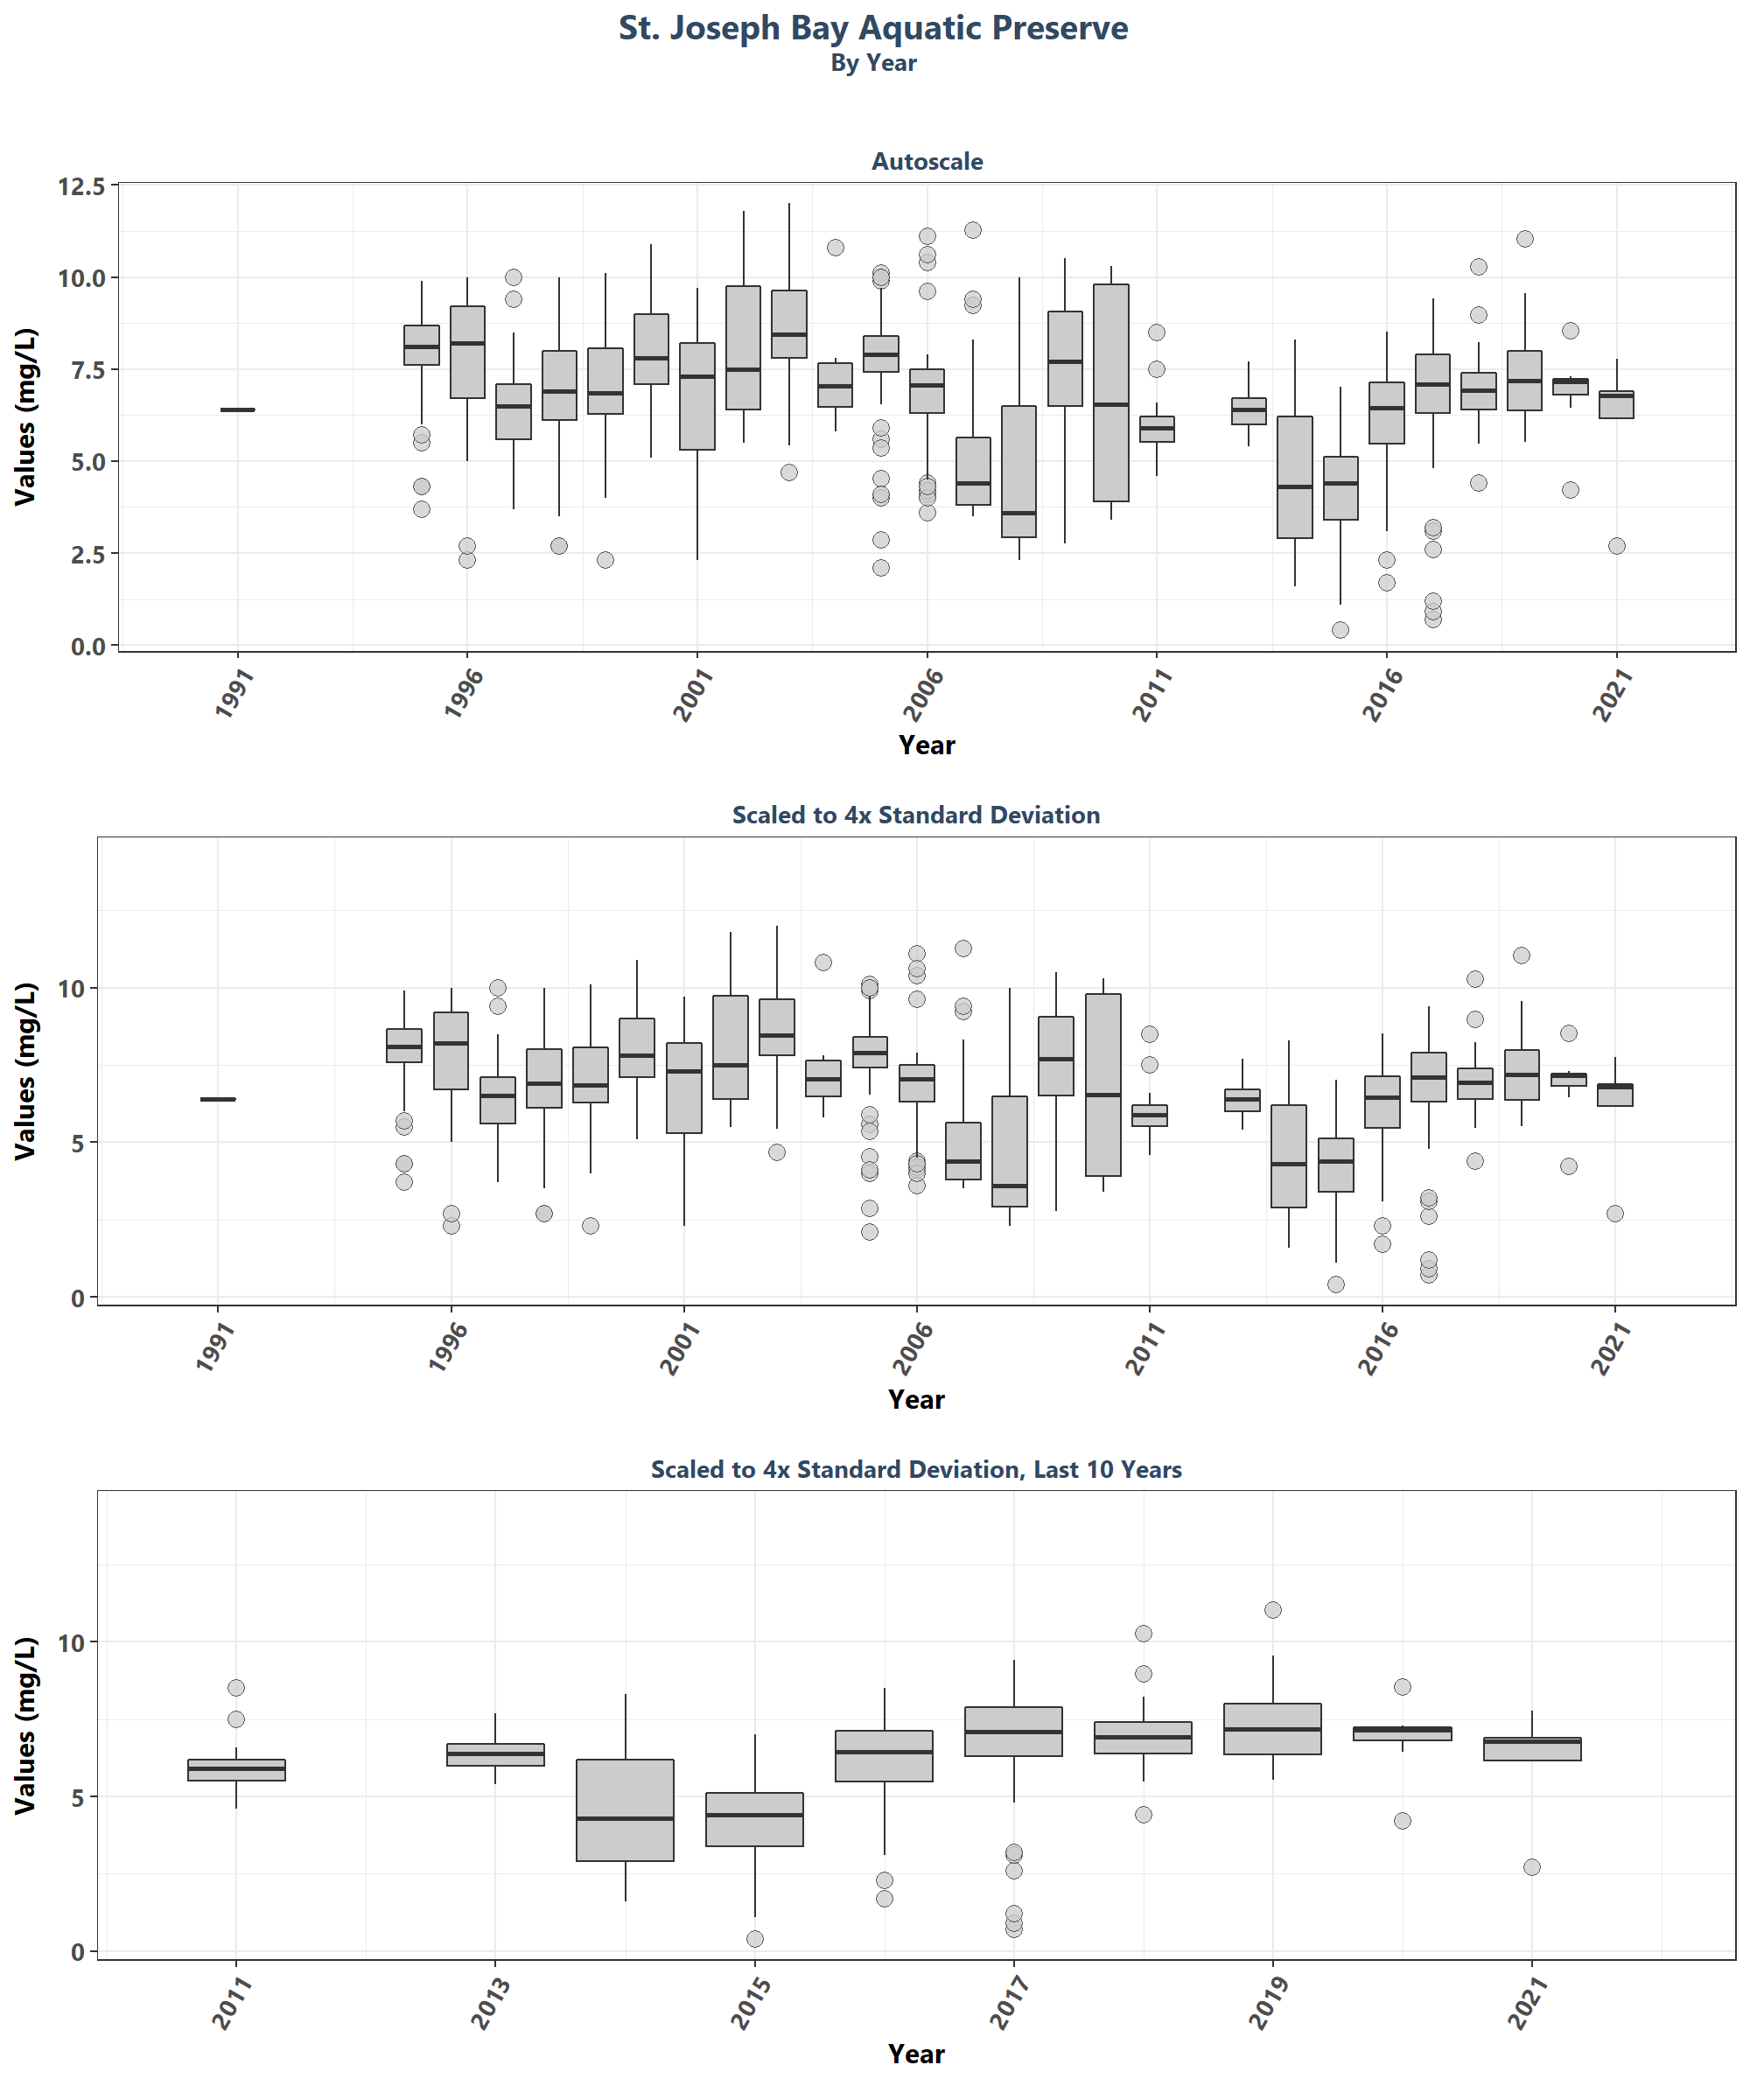 St. Joseph Bay Aquatic Preserve
By Year
Autoscale
Values (mg/L)
12.5
10.0
7.5
5.0
2.5
0.0
1991
1996
2001
2006
2011
2016
2021
Year
Scaled to 4x Standard Deviation
Values (mg/L)
10
5
0
1991
1996
2001
2006
2011
2016
2021
Year
Scaled to 4x Standard Deviation, Last 10 Years
Values (mg/L)
10
5
0
2011
2013
2015
2017
2019
2021
Year